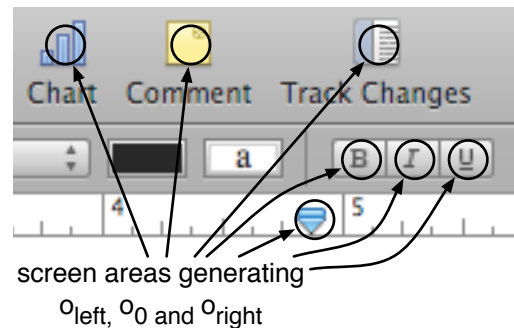 Chart Comment Track Changes
a B I U
4 5
screen areas generating
oleft, o0 and oright